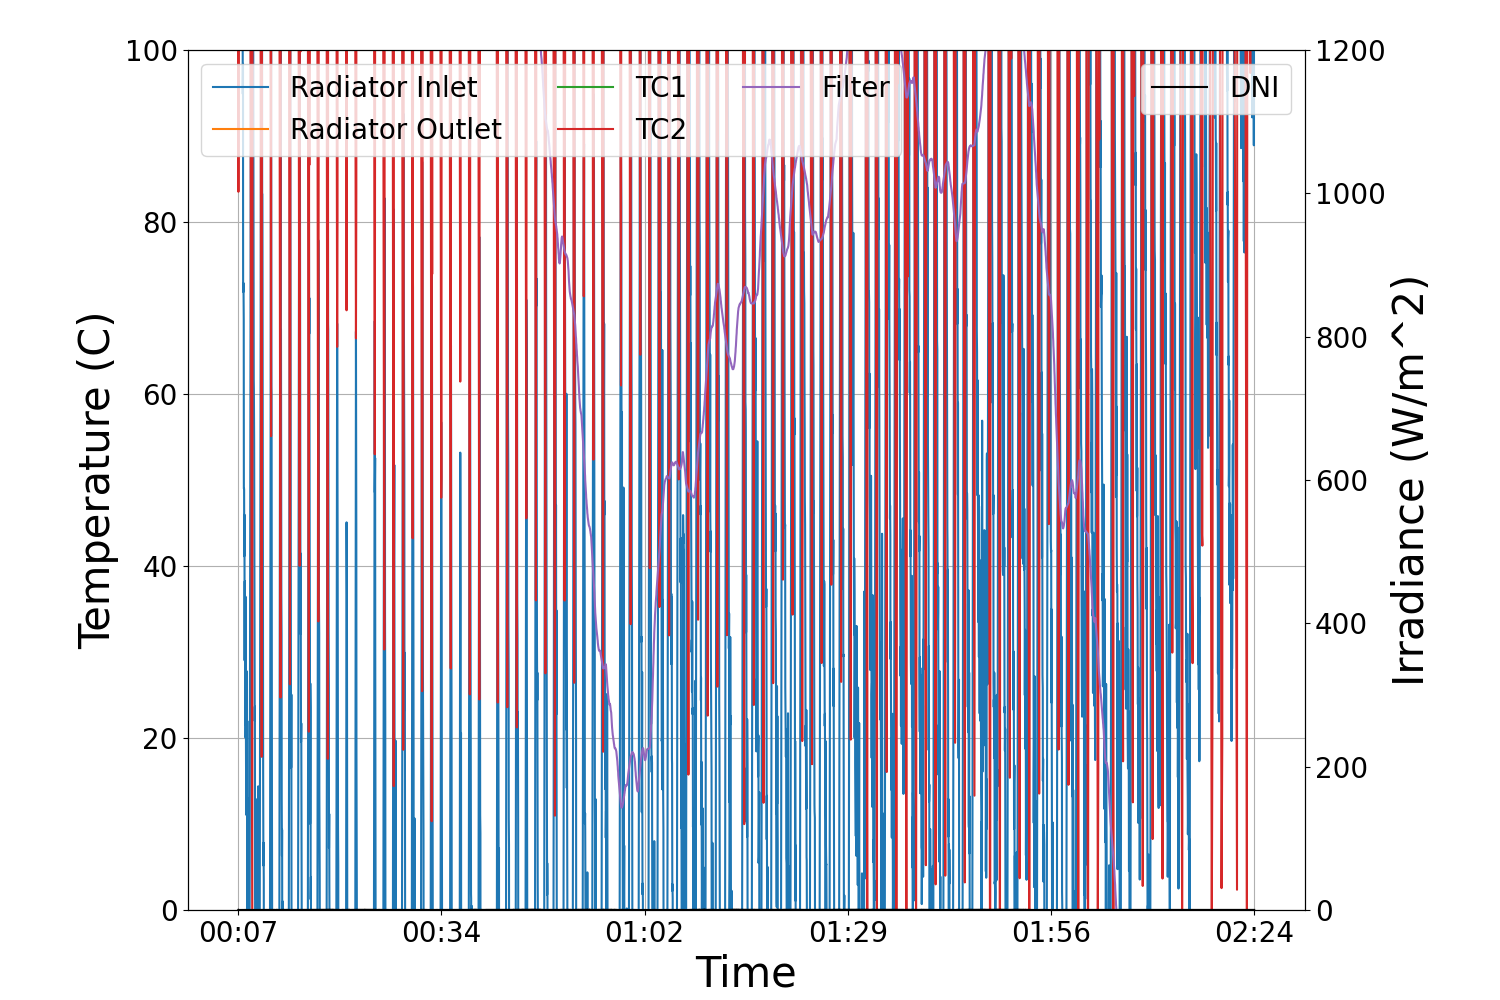 Radiator Inlet
Radiator Outlet
TC1
TC2
Filter
DNI
Temperature (C)
100
80
60
40
20
0
1200
1000
800
600
400
200
0
Irradiance (W/m^2)
00:07 00:34 01:02 01:29 01:56 02:24
Time